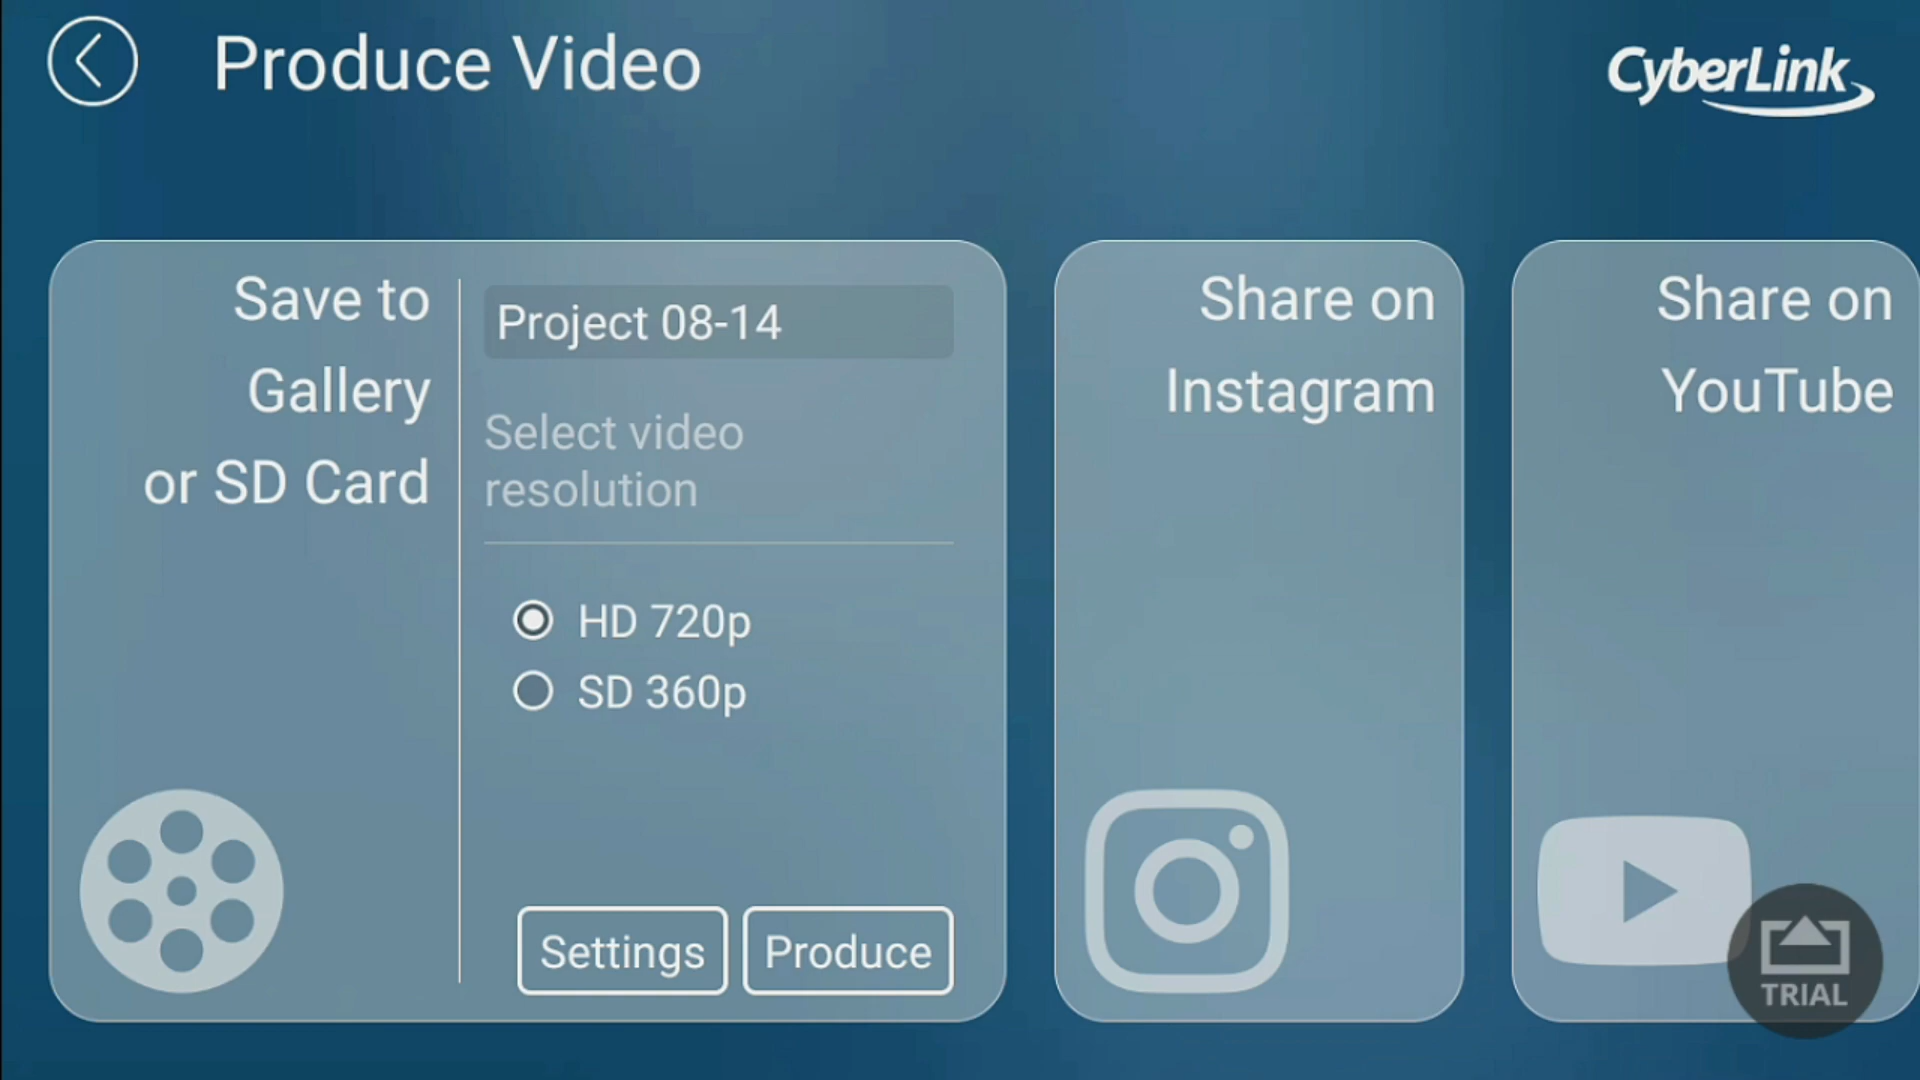 Produce Video
CyberLink
Save to
Gallery
or SD Card
Project 08-14
Select video
resolution
HD 720p
SD 360p
Settings
Produce
Share on
Instagram
Share on
YouTube
TRIAL